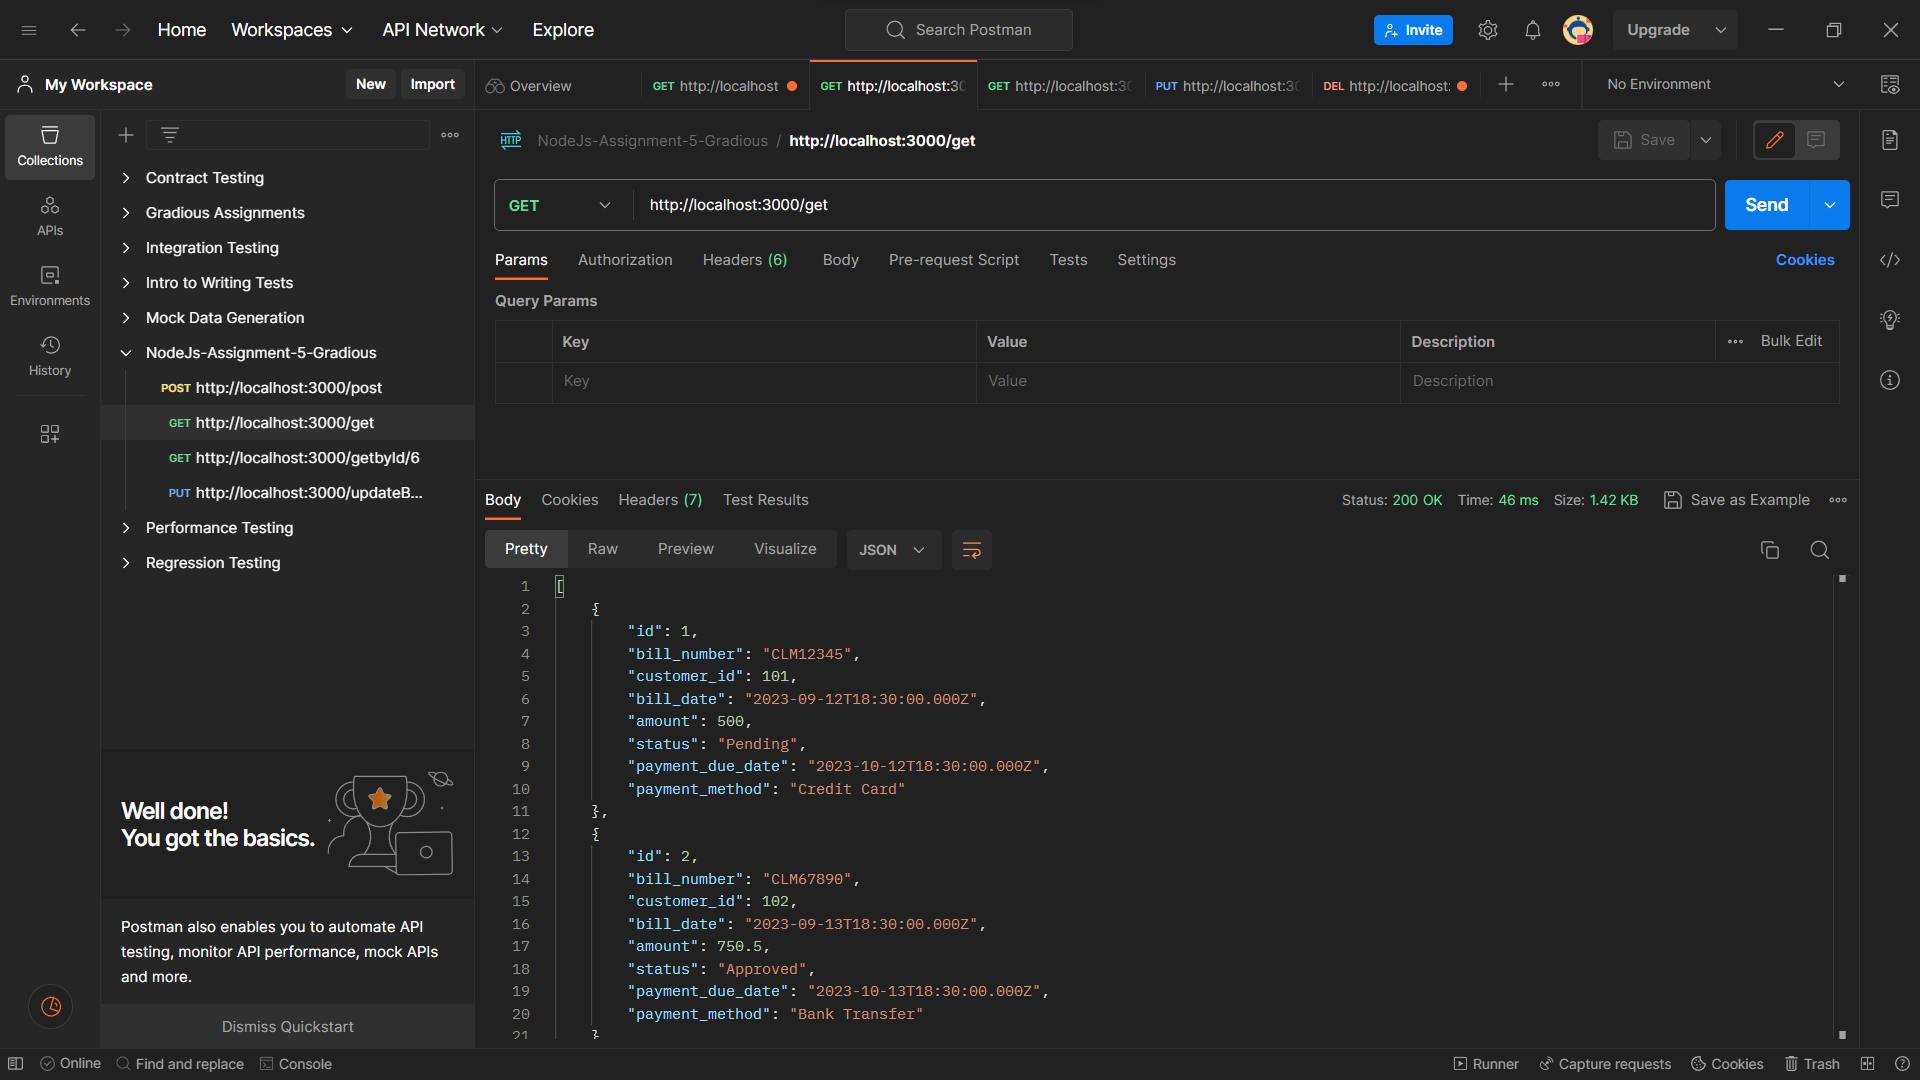 Home Workspaces API Network Explore Search Postman Invite Upgrade
My Workspace New Import Overview GET http://localhost GET http://localhost:30 GET http://localhost:30 PUT http://localhost:30 DEL http://localhost: No Environment
Collections
APIs
Environments
History
Contract Testing
Gradious Assignments
Integration Testing
Intro to Writing Tests
Mock Data Generation
NodeJs-Assignment-5-Gradious
POST http://localhost:3000/post
GET http://localhost:3000/get
GET http://localhost:3000/getbyId/6
PUT http://localhost:3000/updateB...
Performance Testing
Regression Testing
Well done!
You got the basics.
Postman also enables you to automate API
testing, monitor API performance, mock APIs
and more.
Dismiss Quickstart
HTTP NodeJs-Assignment-5-Gradious / http://localhost:3000/get Save
GET http://localhost:3000/get Send
Params Authorization Headers (6) Body Pre-request Script Tests Settings Cookies
Query Params
Key Value Description Bulk Edit
Key Value Description
Body Cookies Headers (7) Test Results Status: 200 OK Time: 46 ms Size: 1.42 KB Save as Example
Pretty Raw Preview Visualize JSON
1 [
2 {
3 "id": 1,
4 "bill_number": "CLM12345",
5 "customer_id": 101,
6 "bill_date": "2023-09-12T18:30:00.000Z",
7 "amount": 500,
8 "status": "Pending",
9 "payment_due_date": "2023-10-12T18:30:00.000Z",
10 "payment_method": "Credit Card"
11 },
12 {
13 "id": 2,
14 "bill_number": "CLM67890",
15 "customer_id": 102,
16 "bill_date": "2023-09-13T18:30:00.000Z",
17 "amount": 750.5,
18 "status": "Approved",
19 "payment_due_date": "2023-10-13T18:30:00.000Z",
20 "payment_method": "Bank Transfer"
21 }
Online Find and replace Console Runner Capture requests Cookies Trash